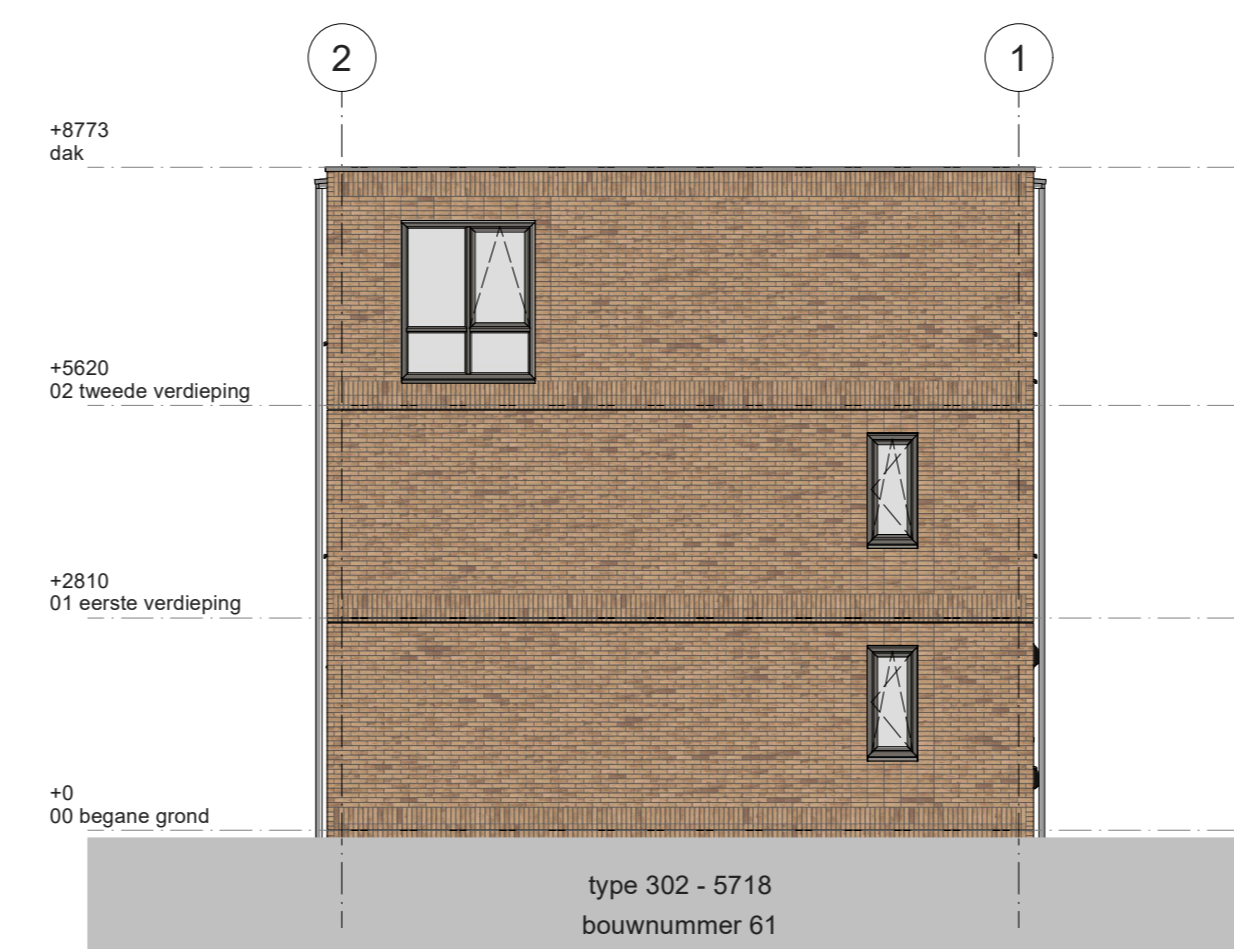 2
1
+8773
dak
+5620
02 tweede verdieping
+2810
01 eerste verdieping
+0
00 begane grond
type 302 - 5718
bouwnummer 61